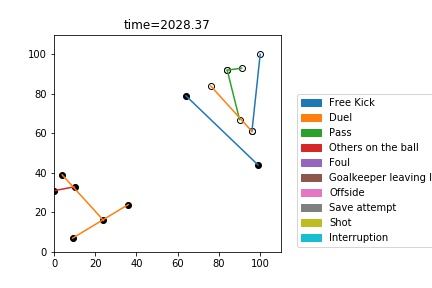 time=2028.37
100
80
60
40
20
0
0 20 40 60 80 100
Free Kick
Duel
Pass
Others on the ball
Foul
Goalkeeper leaving l
Offside
Save attempt
Shot
Interruption